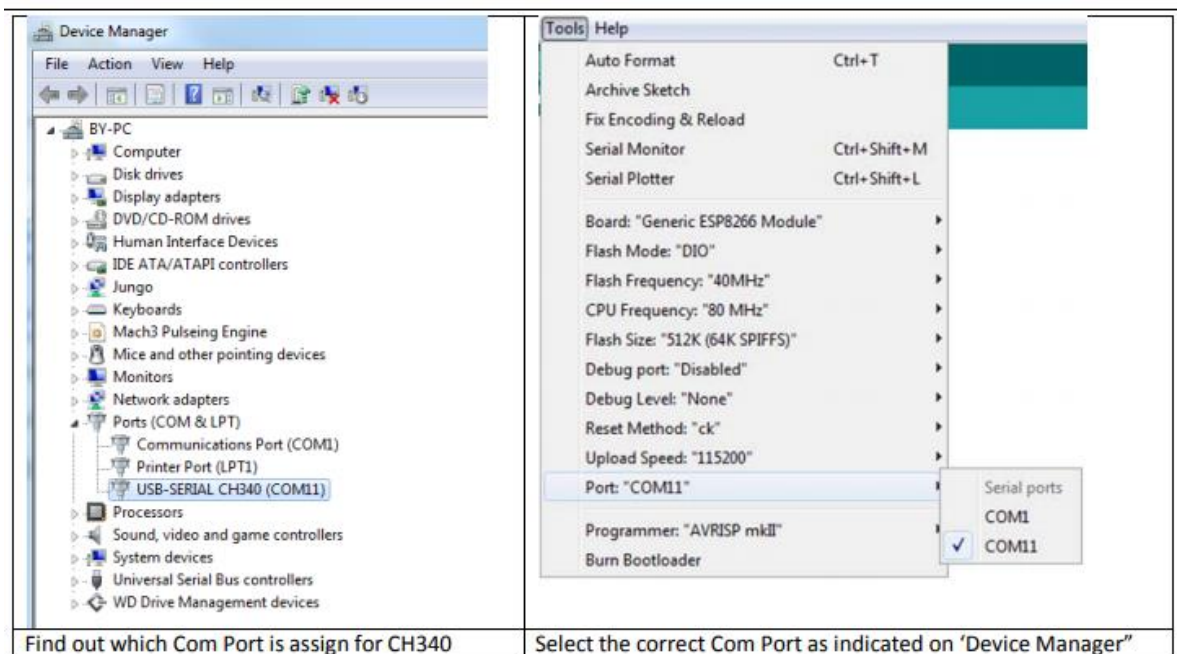 Device Manager
File Action View Help
BY-PC
Computer
Disk drives
Display adapters
DVD/CD-ROM drives
Human Interface Devices
IDE ATA/ATAPI controllers
Jungo
Keyboards
Mach3 Pulseing Engine
Mice and other pointing devices
Monitors
Network adapters
Ports (COM & LPT)
Communications Port (COM1)
Printer Port (LPT1)
USB-SERIAL CH340 (COM11)
Processors
Sound, video and game controllers
System devices
Universal Serial Bus controllers
WD Drive Management devices
Find out which Com Port is assign for CH340
Tools Help
Auto Format Ctrl+T
Archive Sketch
Fix Encoding & Reload
Serial Monitor Ctrl+Shift+M
Serial Plotter Ctrl+Shift+L
Board: "Generic ESP8266 Module"
Flash Mode: "DIO"
Flash Frequency: "40MHz"
CPU Frequency: "80 MHz"
Flash Size: "512K (64K SPIFFS)"
Debug port: "Disabled"
Debug Level: "None"
Reset Method: "ck"
Upload Speed: "115200"
Port: "COM11"
Serial ports
COM1
COM11
Programmer: "AVRISP mkII"
Burn Bootloader
Select the correct Com Port as indicated on ‘Device Manager”